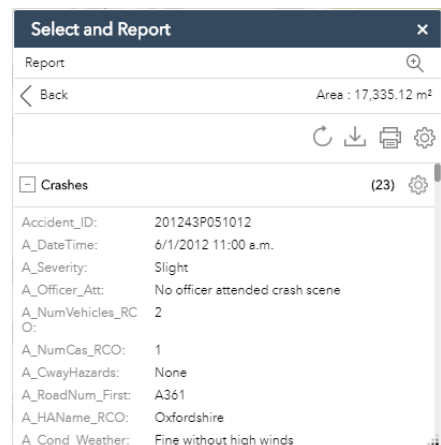 Select and Report
Report
Back Area : 17,335.12 m²
Crashes (23)
Accident_ID: 201243P051012
A_DateTime: 6/1/2012 11:00 a.m.
A_Severity: Slight
A_Officer_Att: No officer attended crash scene
A_NumVehicles_RC 2
O:
A_NumCas_RCO: 1
A_CwayHazards: None
A_RoadNum_First: A361
A_HAName_RCO: Oxfordshire
A_Cond_Weather: Fine without high winds